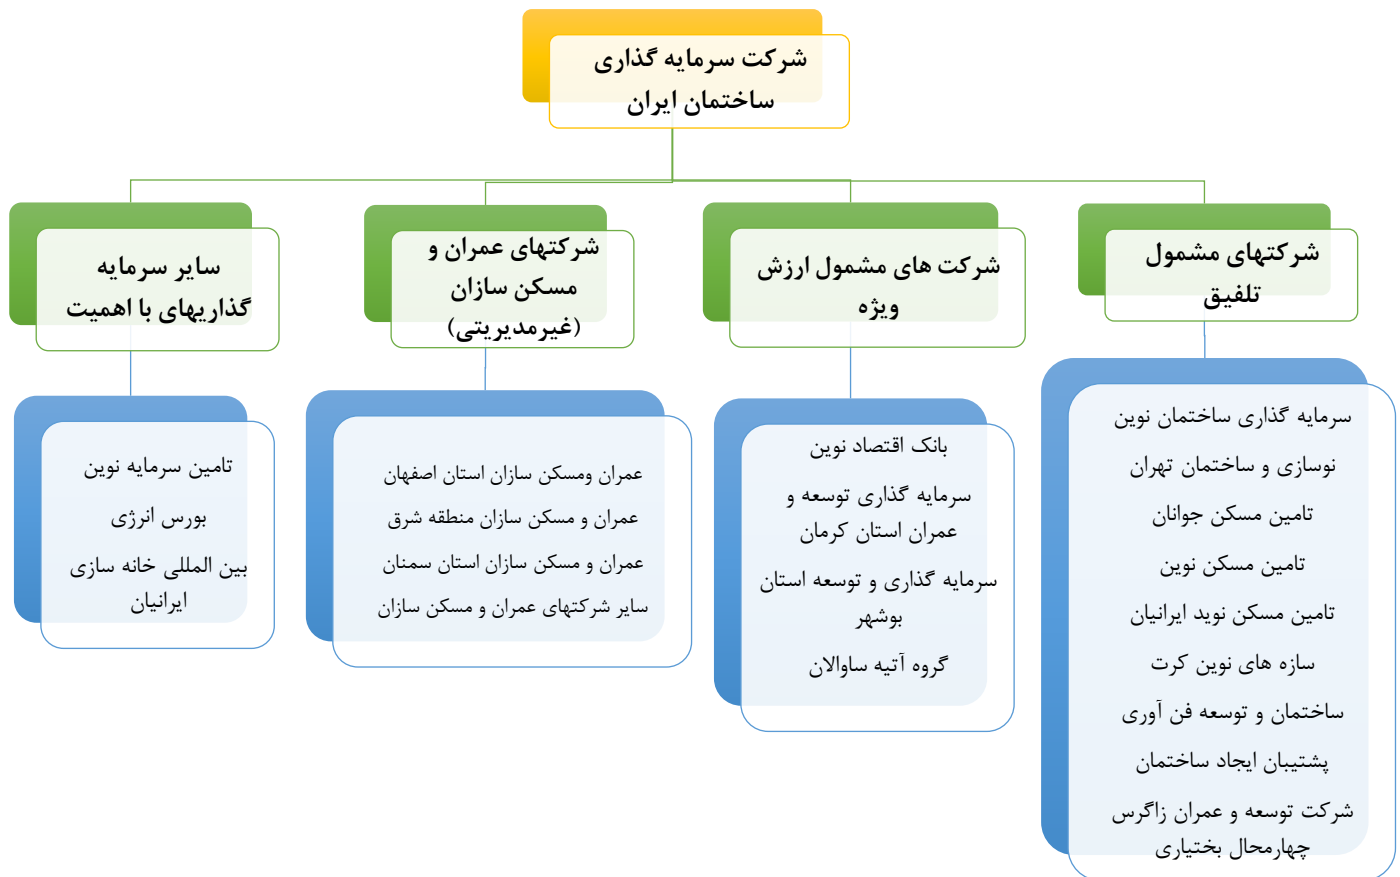 شرکت سرمایه گذاری
ساختمان ایران
شرکتهای مشمول
تلفیق
سرمایه گذاری ساختمان نوین
نوسازی و ساختمان تهران
تامین مسکن جوانان
تامین مسکن نوین
تامین مسکن نوید ایرانیان
سازه های نوین کرت
ساختمان و توسعه فن آوری
پشتیبان ایجاد ساختمان
شرکت توسعه و عمران زاگرس
چهارمحال بختیاری
شرکت های مشمول ارزش
ویژه
بانک اقتصاد نوین
سرمایه گذاری توسعه و
عمران استان کرمان
سرمایه گذاری و توسعه استان
بوشهر
گروه آتیه ساوالان
شرکتهای عمران و
مسکن سازان
(غیرمدیریتی)
عمران ومسکن سازان استان اصفهان
عمران و مسکن سازان منطقه شرق
عمران و مسکن سازان استان سمنان
سایر شرکتهای عمران و مسکن سازان
سایر سرمایه
گذاریهای با اهمیت
تامین سرمایه نوین
بورس انرژی
بین المللی خانه سازی
ایرانیان